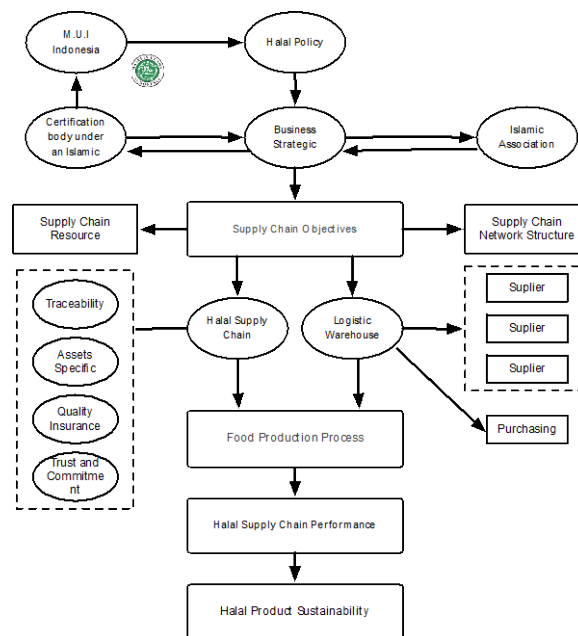 M.U.I
Indonesia
Halal Policy
Certification
body under
an Islamic
Business
Strategic
Islamic
Association
Supply Chain
Resource
Supply Chain Objectives
Supply Chain
Network Structure
Traceability
Assets
Specific
Quality
Insurance
Trust and
Commitme
nt
Halal Supply
Chain
Logistic
Warehouse
Suplier
Suplier
Suplier
Purchasing
Food Production Process
Halal Supply Chain Performance
Halal Product Sustainability